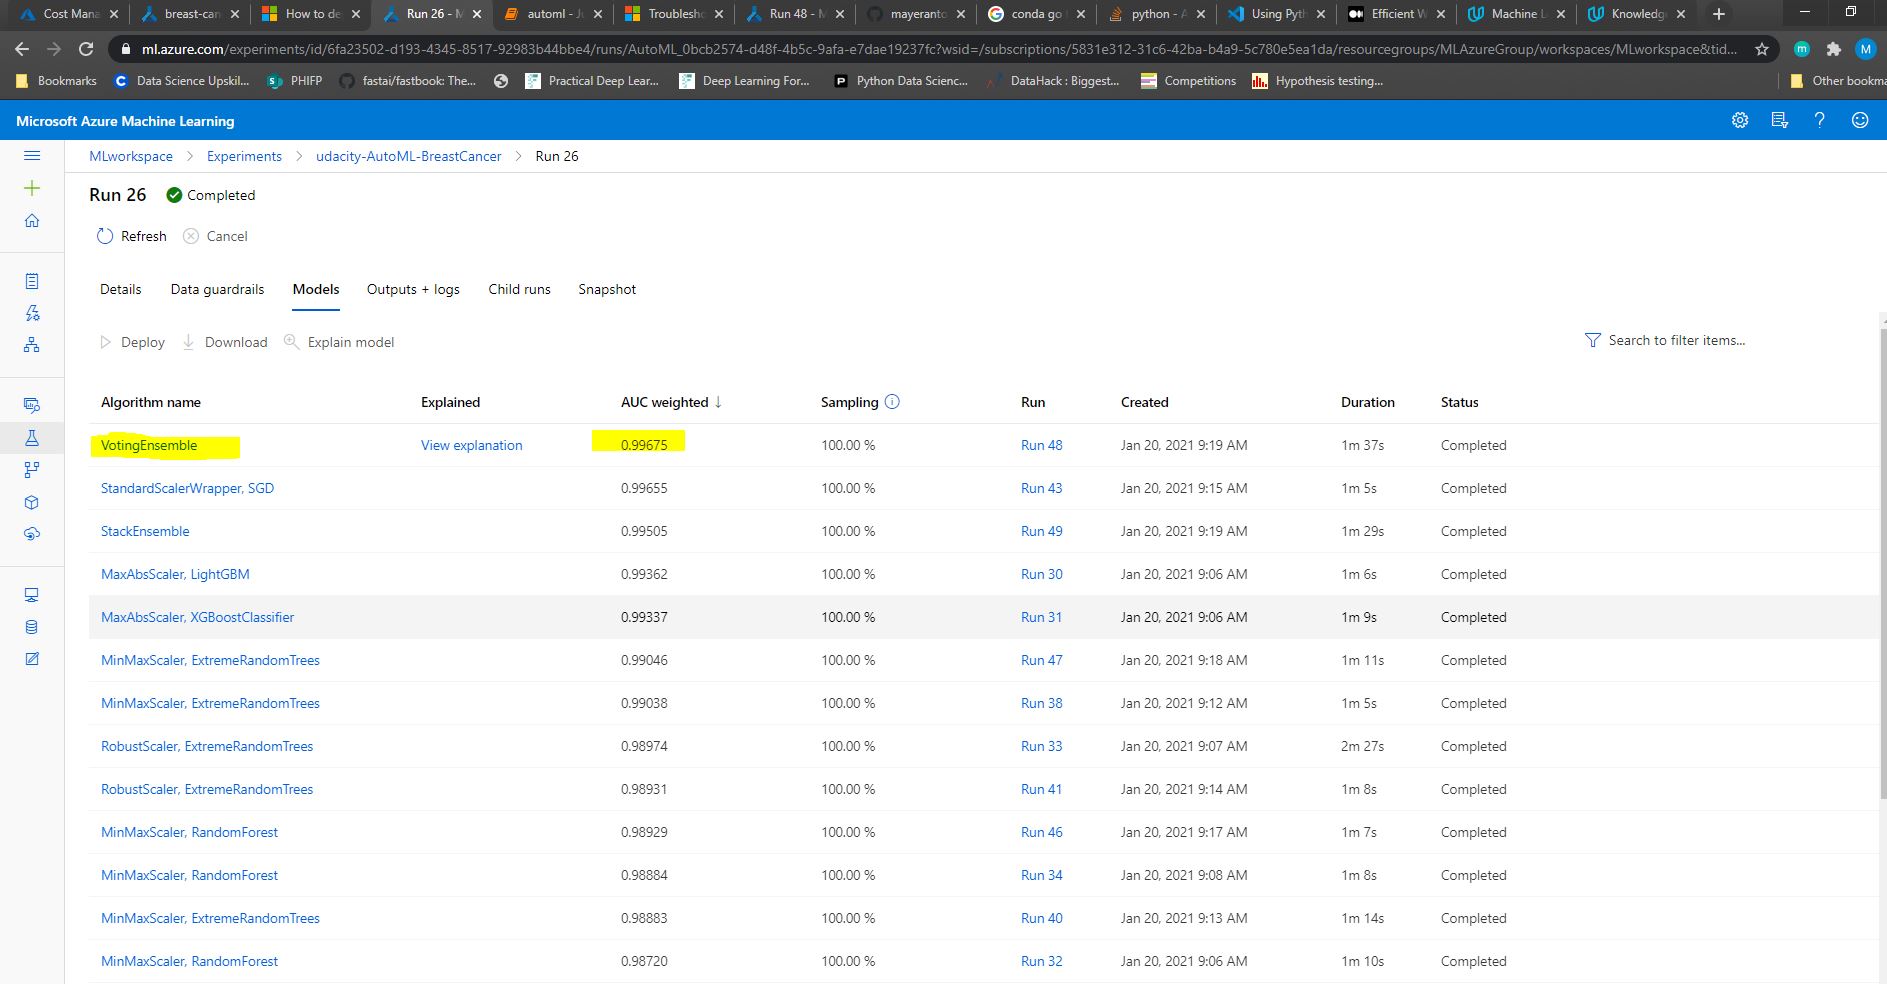 Cost Mana breast-can How to de Run 26 - M automl - Ju Troublesho Run 48 - M mayeranto conda go python - A Using Pyth Efficient W Machine L Knowledg
ml.azure.com/experiments/id/6fa23502-d193-4345-8517-92983b44bbe4/runs/AutoML_0bcb2574-d48f-4b5c-9afa-e7dae19237fc?wsid=/subscriptions/5831e312-31c6-42ba-b4a9-5c780e5ea1da/resourcegroups/MLAzureGroup/workspaces/MLworkspace&tid... m M
Bookmarks Data Science Upskil... PHIFP fastai/fastbook: The... Practical Deep Lear... Deep Learning For... Python Data Scienc... DataHack : Biggest... Competitions Hypothesis testing... Other bookma
Microsoft Azure Machine Learning
MLworkspace > Experiments > udacity-AutoML-BreastCancer > Run 26
Run 26 Completed
Refresh Cancel
Details Data guardrails Models Outputs + logs Child runs Snapshot
Deploy Download Explain model Search to filter items...
Algorithm name Explained AUC weighted ↓ Sampling Run Created Duration Status
VotingEnsemble View explanation 0.99675 100.00 % Run 48 Jan 20, 2021 9:19 AM 1m 37s Completed
StandardScalerWrapper, SGD 0.99655 100.00 % Run 43 Jan 20, 2021 9:15 AM 1m 5s Completed
StackEnsemble 0.99505 100.00 % Run 49 Jan 20, 2021 9:19 AM 1m 29s Completed
MaxAbsScaler, LightGBM 0.99362 100.00 % Run 30 Jan 20, 2021 9:06 AM 1m 6s Completed
MaxAbsScaler, XGBoostClassifier 0.99337 100.00 % Run 31 Jan 20, 2021 9:06 AM 1m 9s Completed
MinMaxScaler, ExtremeRandomTrees 0.99046 100.00 % Run 47 Jan 20, 2021 9:18 AM 1m 11s Completed
MinMaxScaler, ExtremeRandomTrees 0.99038 100.00 % Run 38 Jan 20, 2021 9:12 AM 1m 5s Completed
RobustScaler, ExtremeRandomTrees 0.98974 100.00 % Run 33 Jan 20, 2021 9:07 AM 2m 27s Completed
RobustScaler, ExtremeRandomTrees 0.98931 100.00 % Run 41 Jan 20, 2021 9:14 AM 1m 8s Completed
MinMaxScaler, RandomForest 0.98929 100.00 % Run 46 Jan 20, 2021 9:17 AM 1m 7s Completed
MinMaxScaler, RandomForest 0.98884 100.00 % Run 34 Jan 20, 2021 9:08 AM 1m 8s Completed
MinMaxScaler, ExtremeRandomTrees 0.98883 100.00 % Run 40 Jan 20, 2021 9:13 AM 1m 14s Completed
MinMaxScaler, RandomForest 0.98720 100.00 % Run 32 Jan 20, 2021 9:06 AM 1m 10s Completed